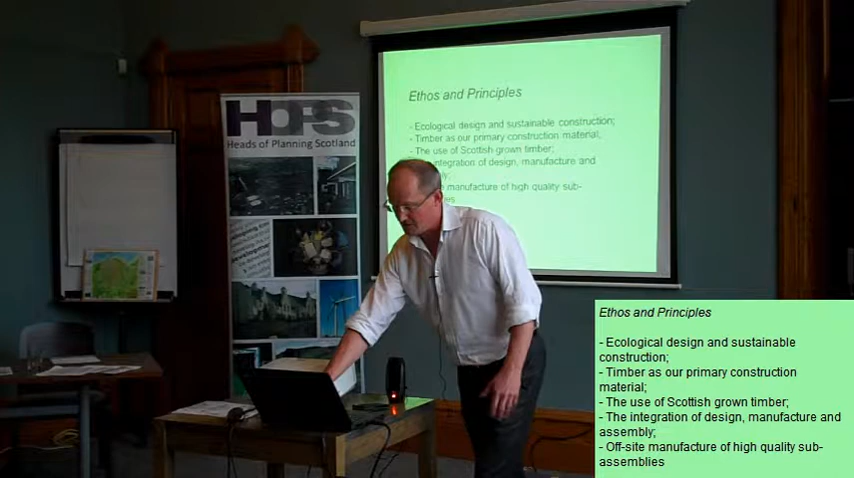 HOPS
Heads of Planning Scotland
Ethos and Principles
- Ecological design and sustainable construction;
- Timber as our primary construction material,
- The use of Scottish grown timber;
integration of design, manufacture and
manufacture of high quality sub-
Ethos and Principles
- Ecological design and sustainable
construction;
- Timber as our primary construction
material;
- The use of Scottish grown timber;
- The integration of design, manufacture and
assembly;
- Off-site manufacture of high quality sub-
assemblies